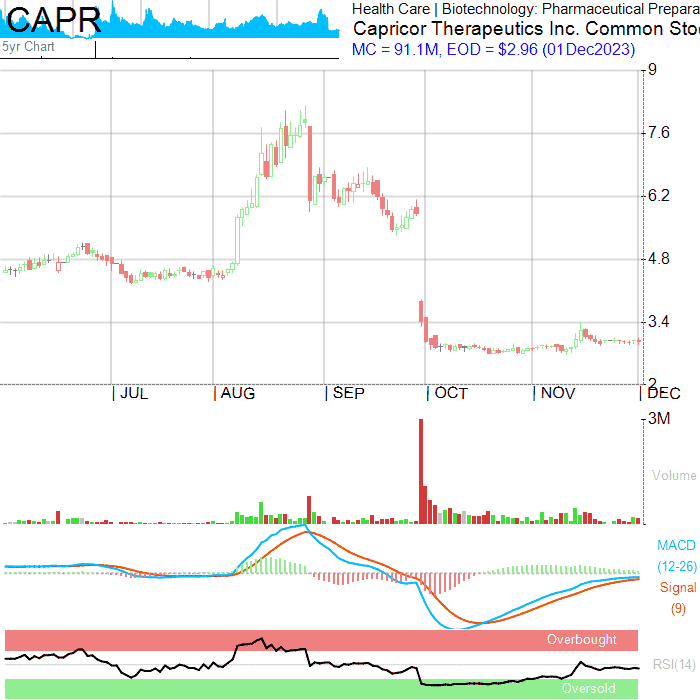 CAPR
5yr Chart
Health Care | Biotechnology: Pharmaceutical Prepara
Capricor Therapeutics Inc. Common Sto
MC = 91.1M, EOD = $2.96 (01Dec2023)
9
7.6
6.2
4.8
3.4
2
JUL AUG SEP OCT NOV DEC
3M
Volume
MACD
(12-26)
Signal
(9)
Overbought
RSI(14)
Oversold